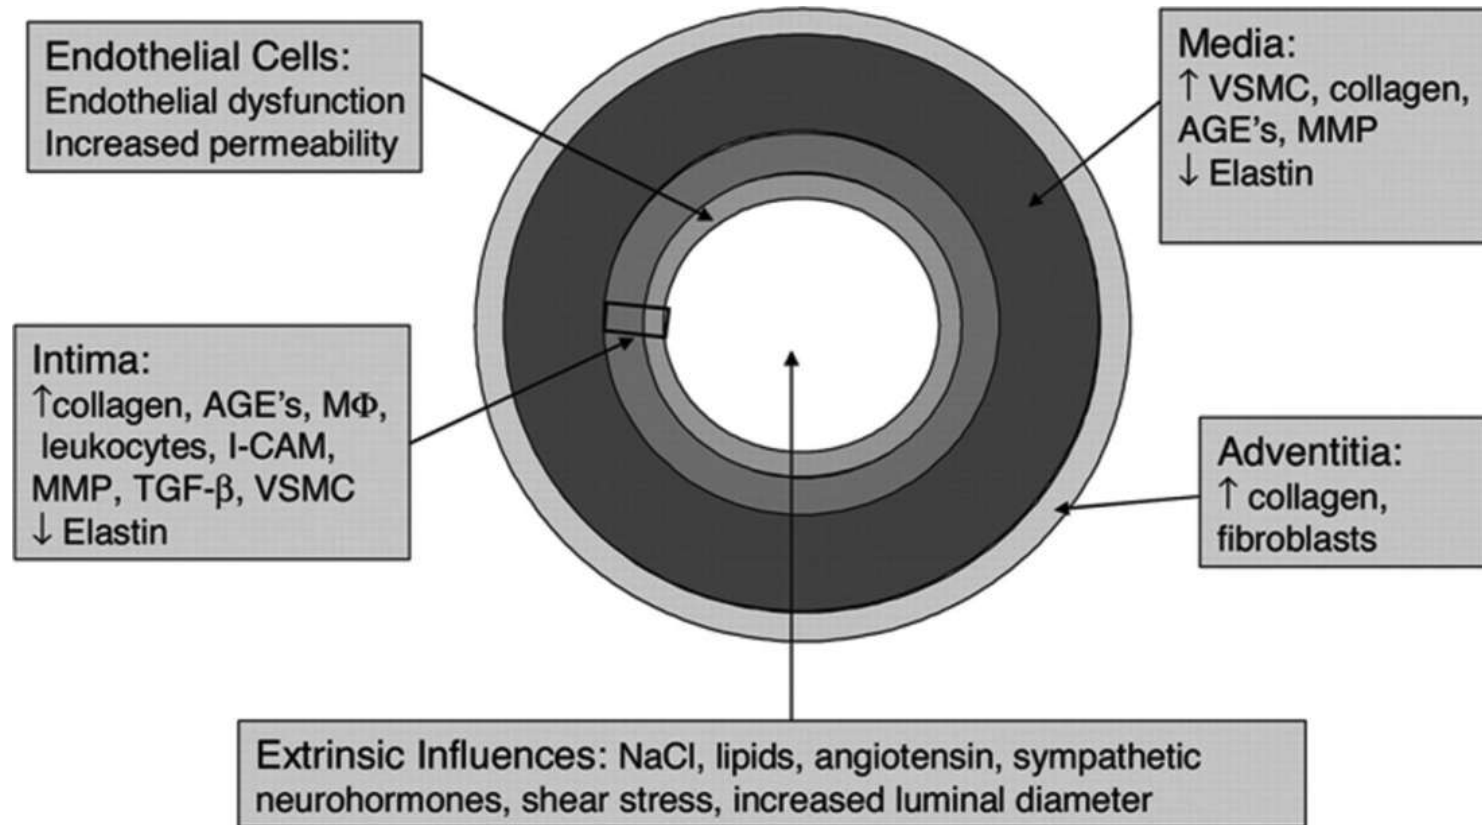 Endothelial Cells:
Endothelial dysfunction
Increased permeability
Media:
↑ VSMC, collagen,
AGE's, MMP
↓ Elastin
Intima:
↑collagen, AGE's, MΦ,
leukocytes, I-CAM,
MMP, TGF-β, VSMC
↓ Elastin
Adventitia:
↑ collagen,
fibroblasts
Extrinsic Influences: NaCl, lipids, angiotensin, sympathetic
neurohormones, shear stress, increased luminal diameter